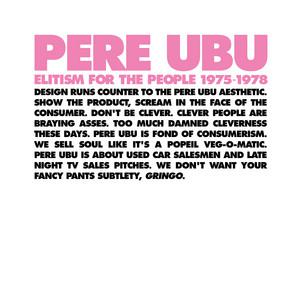 PERE UBU
ELITISM FOR THE PEOPLE 1975-1978
DESIGN RUNS COUNTER TO THE PERE UBU AESTHETIC.
SHOW THE PRODUCT, SCREAM IN THE FACE OF THE
CONSUMER. DON'T BE CLEVER. CLEVER PEOPLE ARE
BRAYING ASSES. TOO MUCH DAMNED CLEVERNESS
THESE DAYS. PERE UBU IS FOND OF CONSUMERISM.
WE SELL SOUL LIKE IT'S A POPEIL VEG-O-MATIC.
PERE UBU IS ABOUT USED CAR SALESMEN AND LATE
NIGHT TV SALES PITCHES. WE DON'T WANT YOUR
FANCY PANTS SUBTLETY, GRINGO.